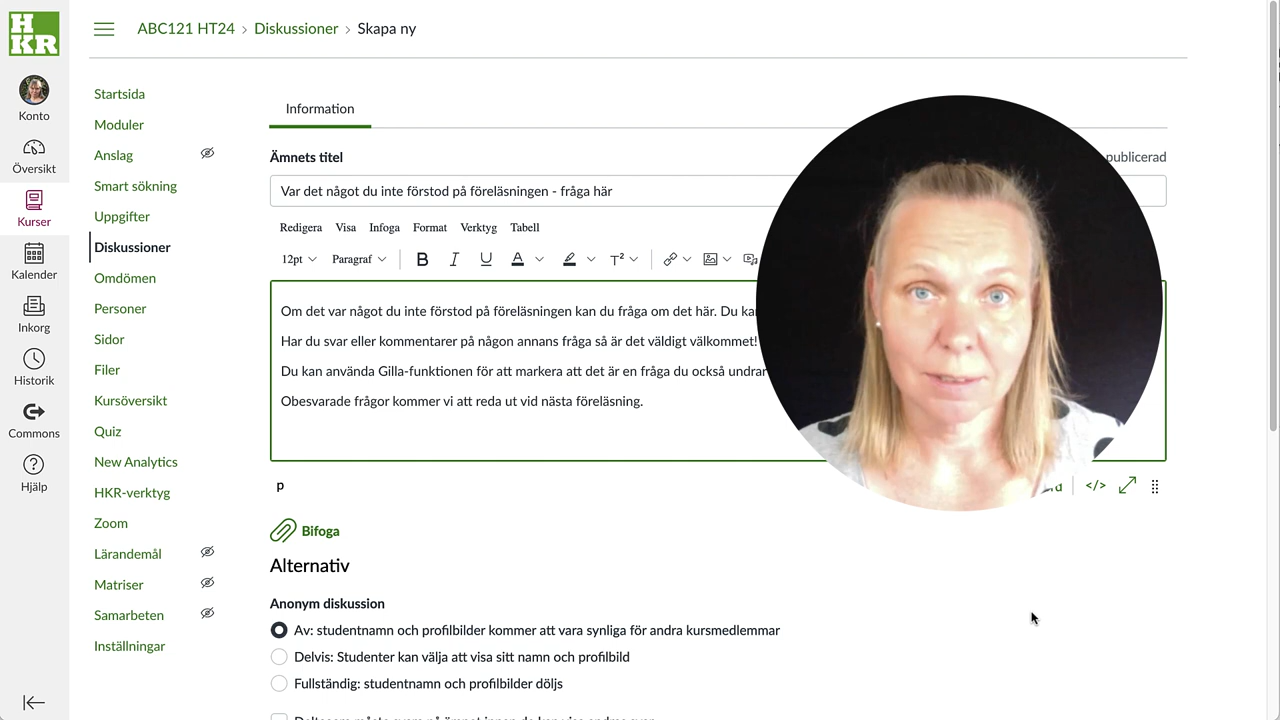 HKR
ABC121 HT24 > Diskussioner > Skapa ny
Konto
Översikt
Kurser
Kalender
Inkorg
Historik
Commons
Hjälp
Startsida
Moduler
Anslag
Smart sökning
Uppgifter
Diskussioner
Omdömen
Personer
Sidor
Filer
Kursöversikt
Quiz
New Analytics
HKR-verktyg
Zoom
Lärandemål
Matriser
Samarbeten
Inställningar
Information
Ämnets titel
publicerad
Var det något du inte förstod på föreläsningen - fråga här
Redigera Visa Infoga Format Verktyg Tabell
12pt Paragraf B I U A T²
Om det var något du inte förstod på föreläsningen kan du fråga om det här. Du
Har du svar eller kommentarer på någon annans fråga så är det väldigt välkommet!
Du kan använda Gilla-funktionen för att markera att det är en fråga du också undrar
Obesvarade frågor kommer vi att reda ut vid nästa föreläsning.
p </>
Bifoga
Alternativ
Anonym diskussion
Av: studentnamn och profilbilder kommer att vara synliga för andra kursmedlemmar
Delvis: Studenter kan välja att visa sitt namn och profilbild
Fullständig: studentnamn och profilbilder döljs